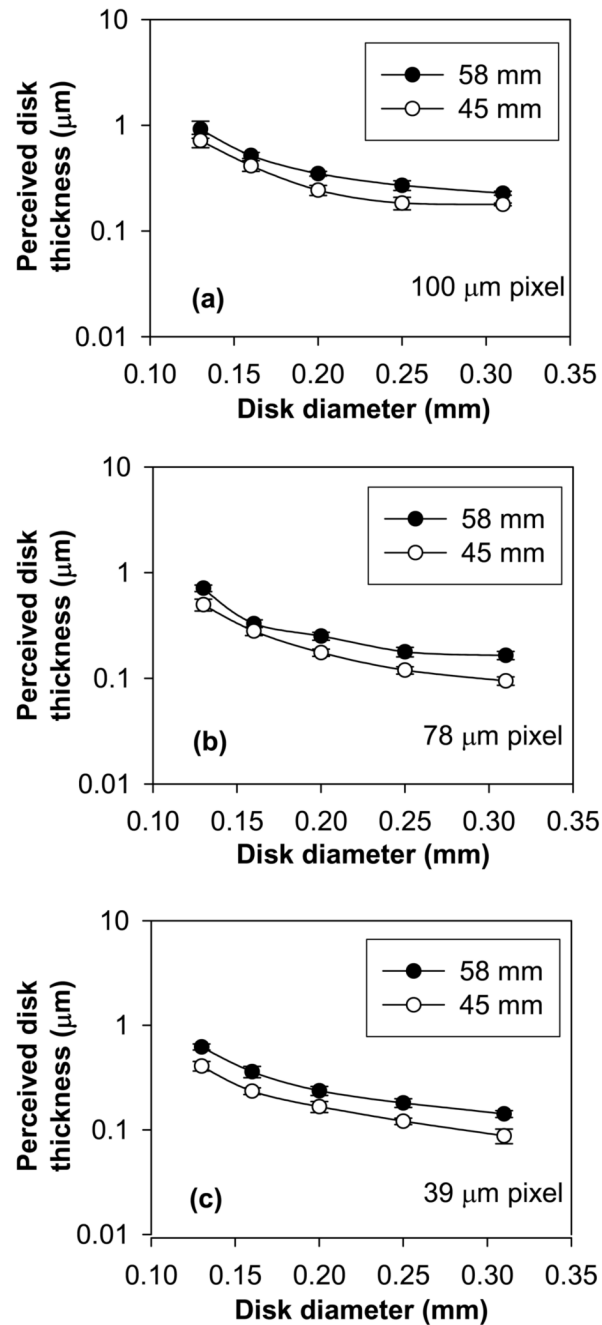 10
1
0.1
0.01
Perceived disk
thickness (μm)
58 mm
45 mm
(a)
100 μm pixel
0.10 0.15 0.20 0.25 0.30 0.35
Disk diameter (mm)
10
1
0.1
0.01
Perceived disk
thickness (μm)
58 mm
45 mm
(b)
78 μm pixel
0.10 0.15 0.20 0.25 0.30 0.35
Disk diameter (mm)
10
1
0.1
0.01
Perceived disk
thickness (μm)
58 mm
45 mm
(c)
39 μm pixel
0.10 0.15 0.20 0.25 0.30 0.35
Disk diameter (mm)